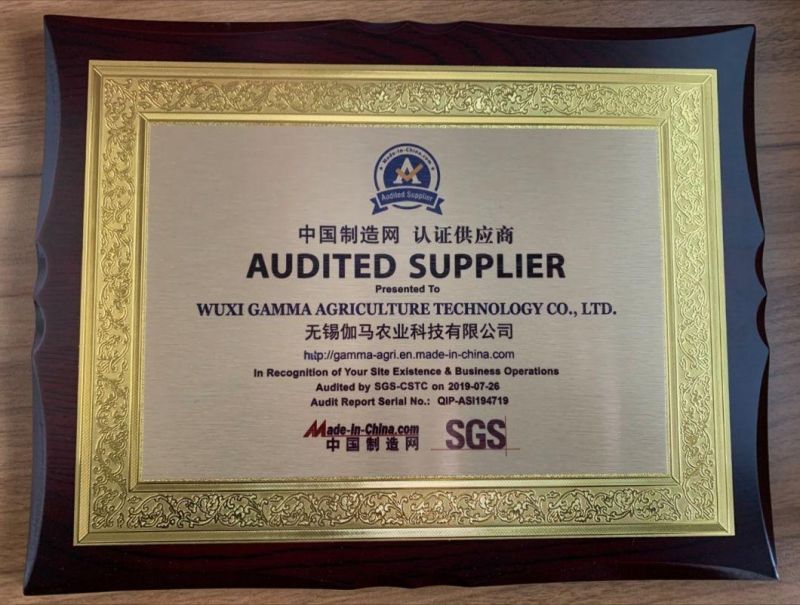 Made-in-China.com
A
Audited Supplier
中国制造网 认证供应商
AUDITED SUPPLIER
Presented To
WUXI GAMMA AGRICULTURE TECHNOLOGY CO., LTD.
无锡伽马农业科技有限公司
http://gamma-agri.en.made-in-china.com
In Recognition of Your Site Existence & Business Operations
Audited by SGS-CSTC on 2019-07-26
Audit Report Serial No.: QIP-ASI194719
Made-in-China.com
中国制造网
SGS